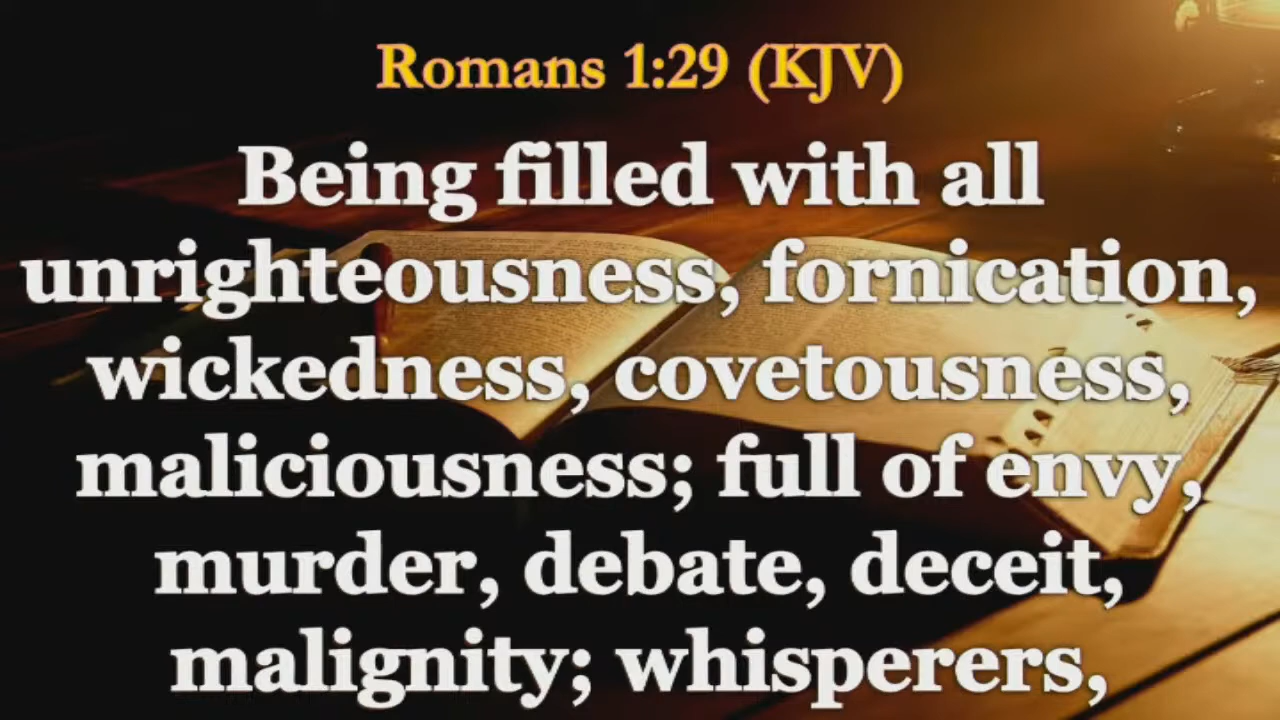 Romans 1:29 (KJV)
Being filled with all
unrighteousness, fornication,
wickedness, covetousness,
maliciousness; full of envy,
murder, debate, deceit,
malignity; whisperers,